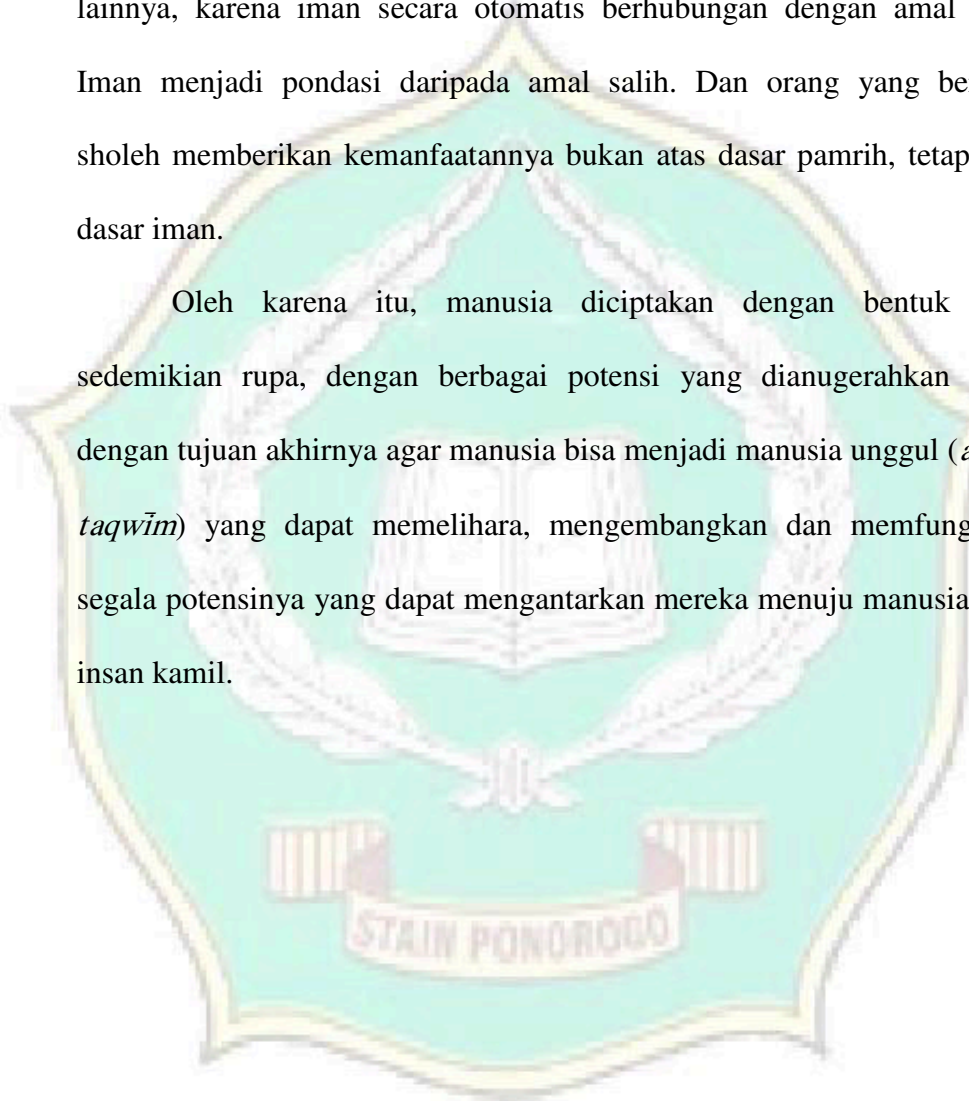 lainnya, karena iman secara otomatis berhubungan dengan amal
Iman menjadi pondasi daripada amal salih. Dan orang yang
sholeh memberikan kemanfaatannya bukan atas dasar pamrih,
dasar iman.
Oleh karena itu, manusia diciptakan dengan bentuk
sedemikian rupa, dengan berbagai potensi yang dianugerahkan
dengan tujuan akhirnya agar manusia bisa menjadi manusia unggul (
taqwīm) yang dapat memelihara, mengembangkan dan
segala potensinya yang dapat mengantarkan mereka menuju manusia
insan kamil.
STAIN PONOROGO